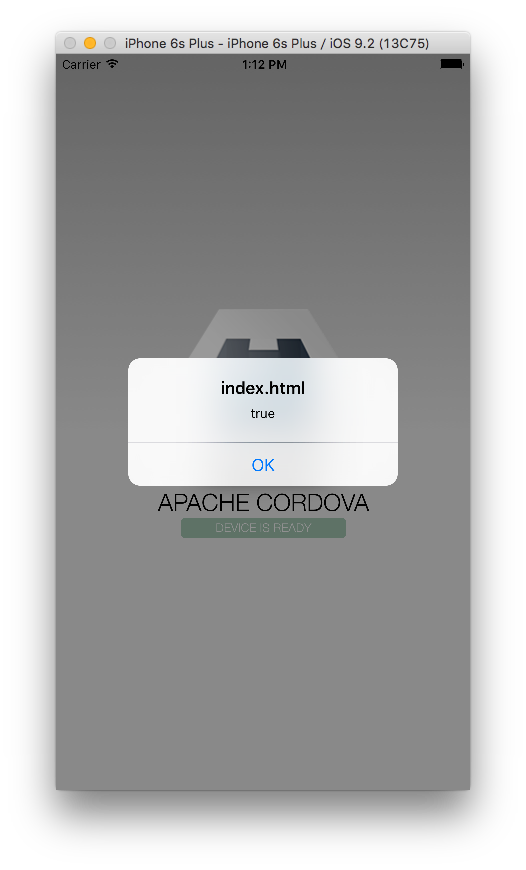 iPhone 6s Plus - iPhone 6s Plus / iOS 9.2 (13C75)
Carrier 1:12 PM
index.html
true
OK
APACHE CORDOVA
DEVICE IS READY